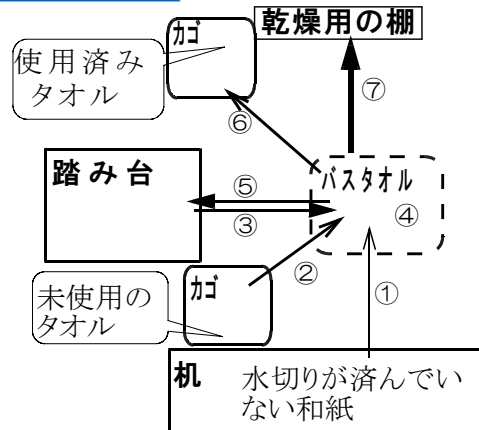 カゴ
乾燥用の棚
使用済み
タオル
⑦
⑥
踏み台
バスタオル
⑤
④
③
カゴ
②
未使用の
タオル
①
机
水切りが済んでい
ない和紙